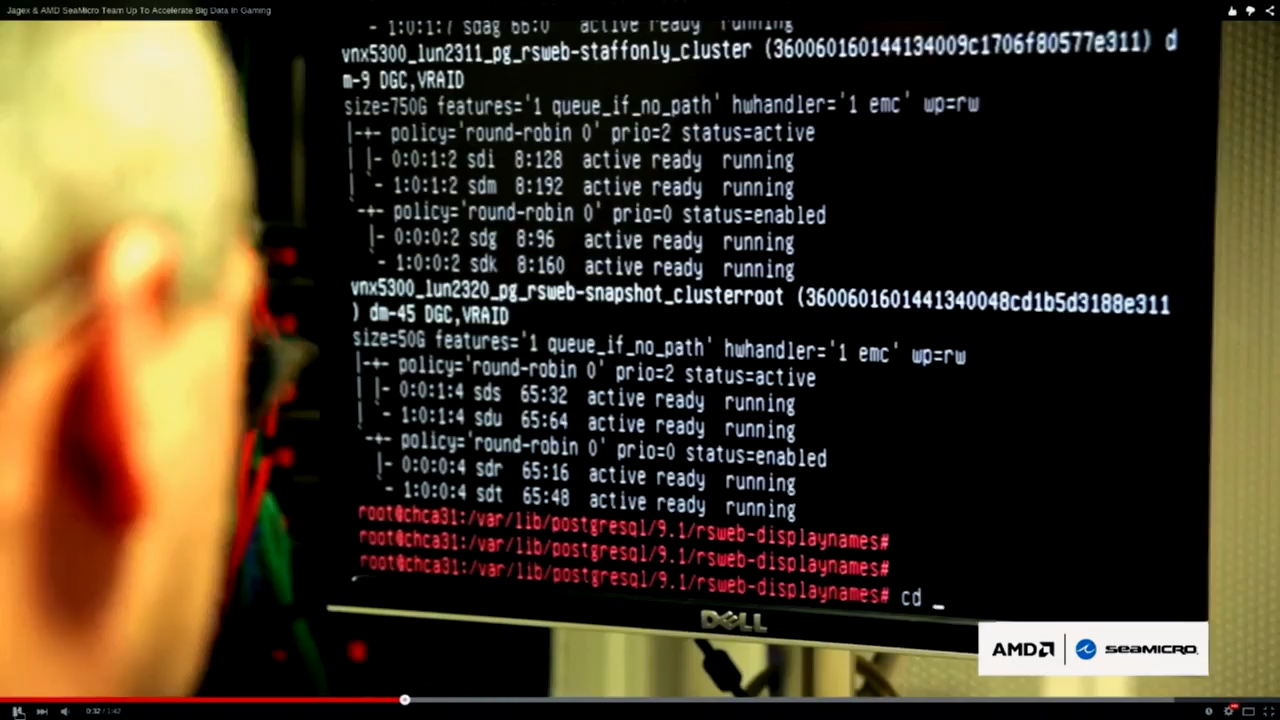 Jagex & AMD SeaMicro Team Up To Accelerate Big Data In Gaming
- 1:0:1:7 sdag 66:0 active ready running
vnx5300_lun2311_pg_rsweb-staffonly_cluster (360060160144134009c1706f80577e311) d
m-9 DGC,VRAID
size=750G features='1 queue_if_no_path' hwhandler='1 emc' wp=rw
|-+- policy='round-robin 0' prio=2 status=active
| |- 0:0:1:2 sdi 8:128 active ready running
| `- 1:0:1:2 sdm 8:192 active ready running
`-+- policy='round-robin 0' prio=0 status=enabled
|- 0:0:0:2 sdg 8:96 active ready running
`- 1:0:0:2 sdk 8:160 active ready running
vnx5300_lun2320_pg_rsweb-snapshot_clusterroot (3600601601441340048cd1b5d3188e311
) dm-45 DGC,VRAID
size=50G features='1 queue_if_no_path' hwhandler='1 emc' wp=rw
|-+- policy='round-robin 0' prio=2 status=active
| |- 0:0:1:4 sds 65:32 active ready running
| `- 1:0:1:4 sdu 65:64 active ready running
`-+- policy='round-robin 0' prio=0 status=enabled
|- 0:0:0:4 sdr 65:16 active ready running
`- 1:0:0:4 sdt 65:48 active ready running
root@chca31:/var/lib/postgresql/9.1/rsweb-displaynames#
root@chca31:/var/lib/postgresql/9.1/rsweb-displaynames#
root@chca31:/var/lib/postgresql/9.1/rsweb-displaynames# cd _
DELL
AMD | SEAMICRO
0:32 / 1:42